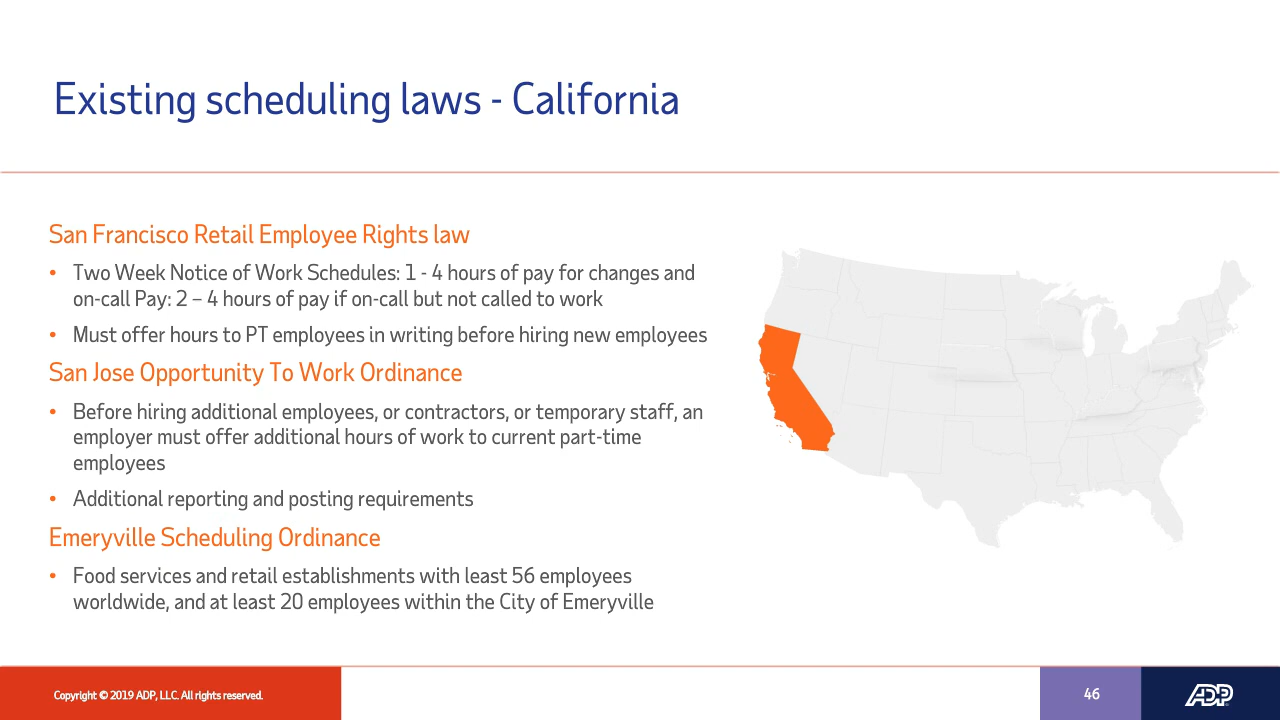 Existing scheduling laws - California
San Francisco Retail Employee Rights law
• Two Week Notice of Work Schedules: 1 - 4 hours of pay for changes and
on-call Pay: 2 – 4 hours of pay if on-call but not called to work
• Must offer hours to PT employees in writing before hiring new employees
San Jose Opportunity To Work Ordinance
• Before hiring additional employees, or contractors, or temporary staff, an
employer must offer additional hours of work to current part-time
employees
• Additional reporting and posting requirements
Emeryville Scheduling Ordinance
• Food services and retail establishments with least 56 employees
worldwide, and at least 20 employees within the City of Emeryville
Copyright © 2019 ADP, LLC. All rights reserved.
46
ADP